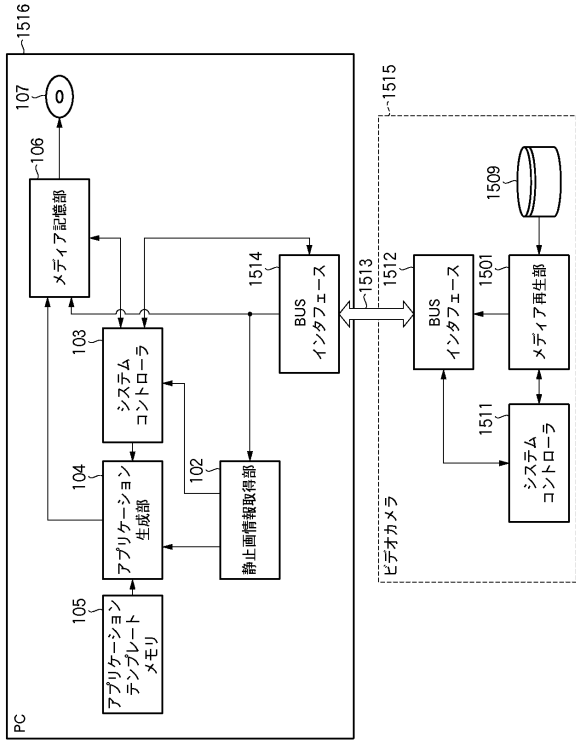 PC
1516
105
アプリケーション
テンプレート
メモリ
104
アプリケーション
生成部
103
システム
コントローラ
106
メディア記憶部
107
102
静止画情報取得部
1514
BUS
インタフェース
1513
ビデオカメラ
1515
1512
BUS
インタフェース
1511
システム
コントローラ
1501
メディア再生部
1509